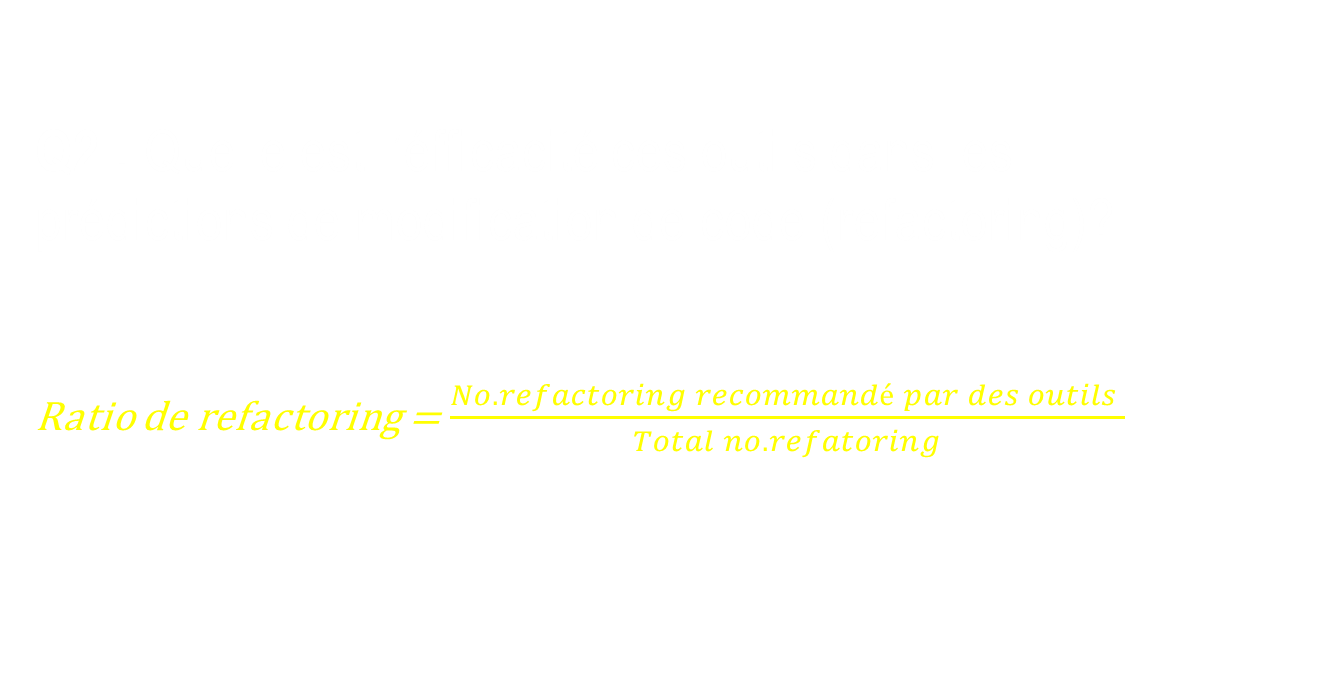 No.refactoring recommandé par des outils
Ratio de refactoring =
Total no.refatoring